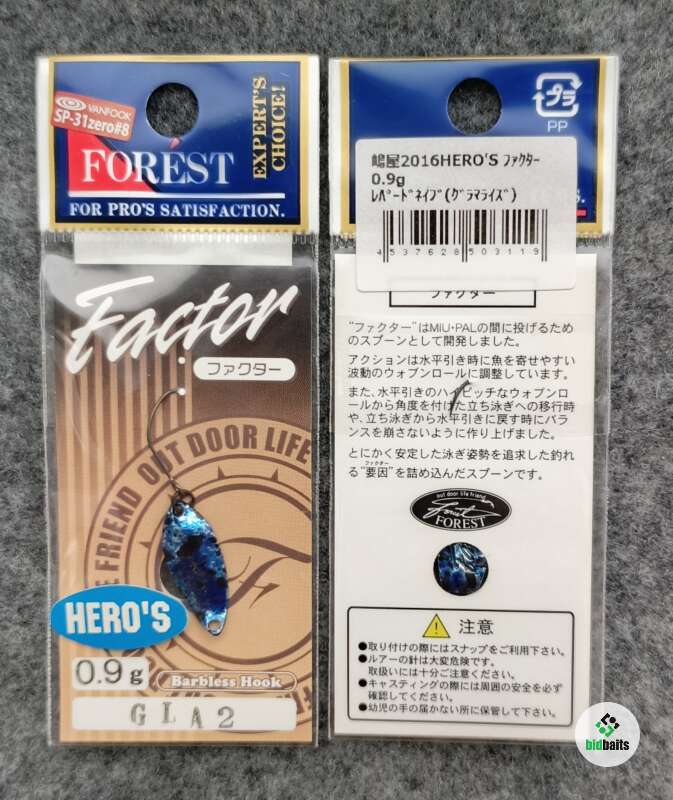 VANFOOK
SP-31zero#8
EXPERT'S
CHOICE!
FORÉST
FOR PRO'S SATISFACTION.
Factor
ファクター
FRIEND OUT DOOR LIFE
HERO'S
0.9g
Barbless Hook
GLA2
プラ
PP
嶋屋2016HERO'S ﾌｧｸﾀｰ
0.9g
ﾚﾊﾟｰﾄﾞﾈｲﾌﾞ(ｸﾞﾗﾏﾗｲｽﾞ)
4537628503119
S.
ファクター
“ファクター”はMIU・PALの間に投げるため
のスプーンとして開発しました。
アクションは水平引き時に魚を寄せやすい
波動のウォブンロールに調整しています。
また、水平引きのハイピッチなウォブンロ
ールから角度を付けた立ち泳ぎへの移行時
や、立ち泳ぎから水平引きに戻す時にバラ
ンスを崩さないように作り上げました。
とにかく安定した泳ぎ姿勢を追求した釣れ
ファクター
る“要因”を詰め込んだスプーンです。
out door life friend
Forest
FOREST
注意
●取り付けの際にはスナップをご利用下さい。
●ルアーの針は大変危険です。
取扱いには十分ご注意ください。
●キャスティングの際には周囲の安全を必ず
確認してください。
●幼児の手の届かない所に保管して下さい。
bidbaits